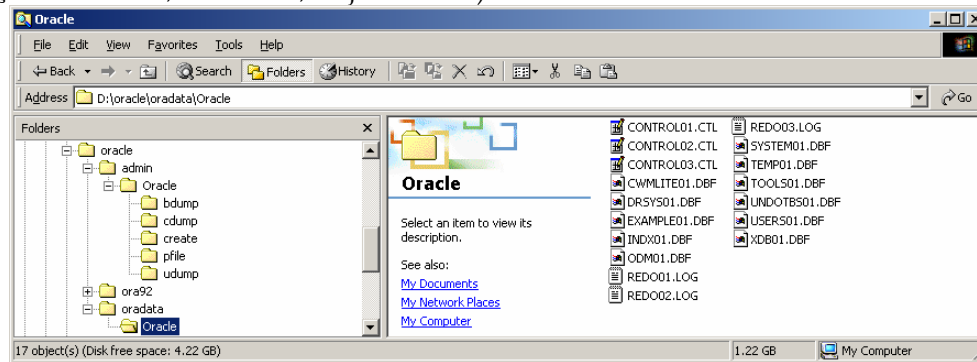 Oracle
File Edit View Favorites Tools Help
Back Search Folders History
Address D:\oracle\oradata\Oracle Go
Folders
oracle
admin
Oracle
bdump
cdump
create
pfile
udump
ora92
oradata
Oracle
Oracle
Select an item to view its
description.
See also:
My Documents
My Network Places
My Computer
CONTROL01.CTL
CONTROL02.CTL
CONTROL03.CTL
CWMLITE01.DBF
DRSYS01.DBF
EXAMPLE01.DBF
INDX01.DBF
ODM01.DBF
REDO01.LOG
REDO02.LOG
REDO03.LOG
SYSTEM01.DBF
TEMP01.DBF
TOOLS01.DBF
UNDOTBS01.DBF
USERS01.DBF
XDB01.DBF
17 object(s) (Disk free space: 4.22 GB) 1.22 GB My Computer